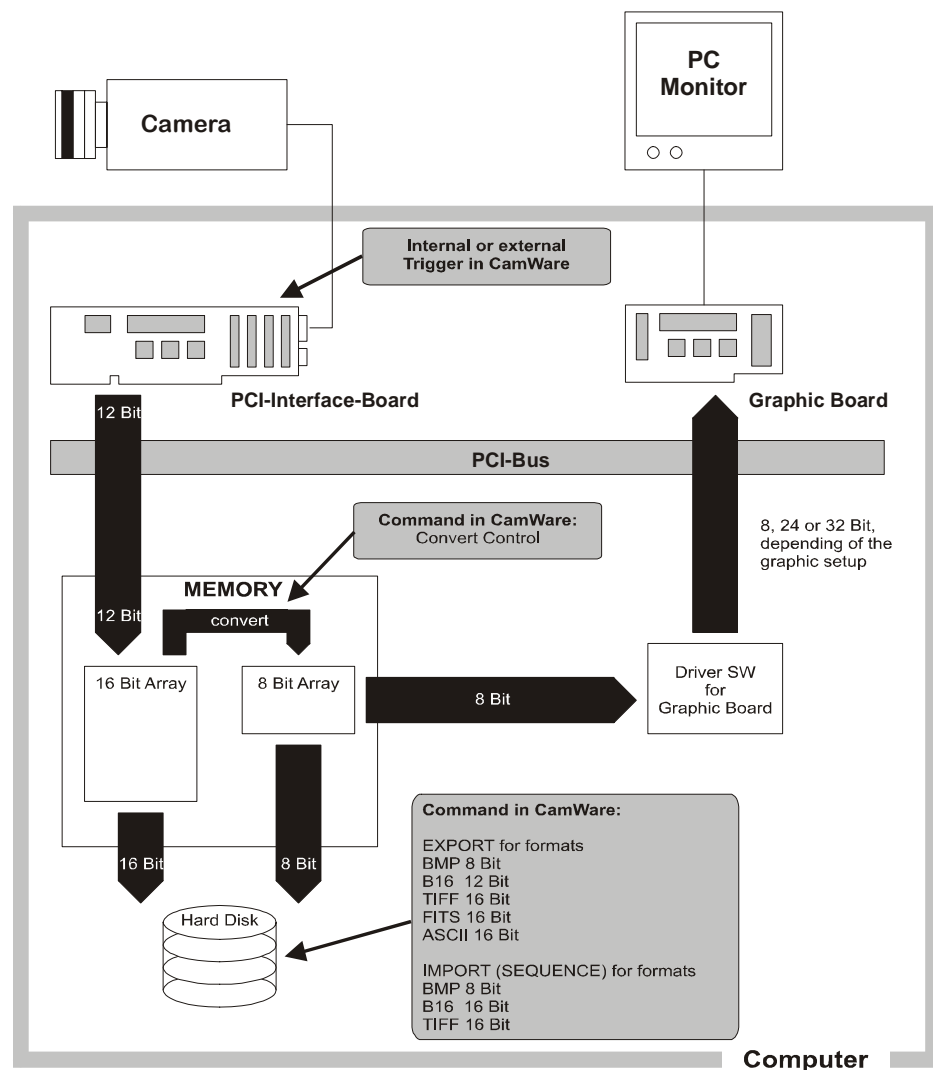 Camera
PC
Monitor
Internal or external
Trigger in CamWare
PCI-Interface-Board
Graphic Board
12 Bit
PCI-Bus
Command in CamWare:
Convert Control
8, 24 or 32 Bit,
depending of the
graphic setup
MEMORY
12 Bit
convert
16 Bit Array
8 Bit Array
8 Bit
Driver SW
for
Graphic Board
16 Bit
8 Bit
Hard Disk
Command in CamWare:
EXPORT for formats
BMP 8 Bit
B16 12 Bit
TIFF 16 Bit
FITS 16 Bit
ASCII 16 Bit
IMPORT (SEQUENCE) for formats
BMP 8 Bit
B16 16 Bit
TIFF 16 Bit
Computer